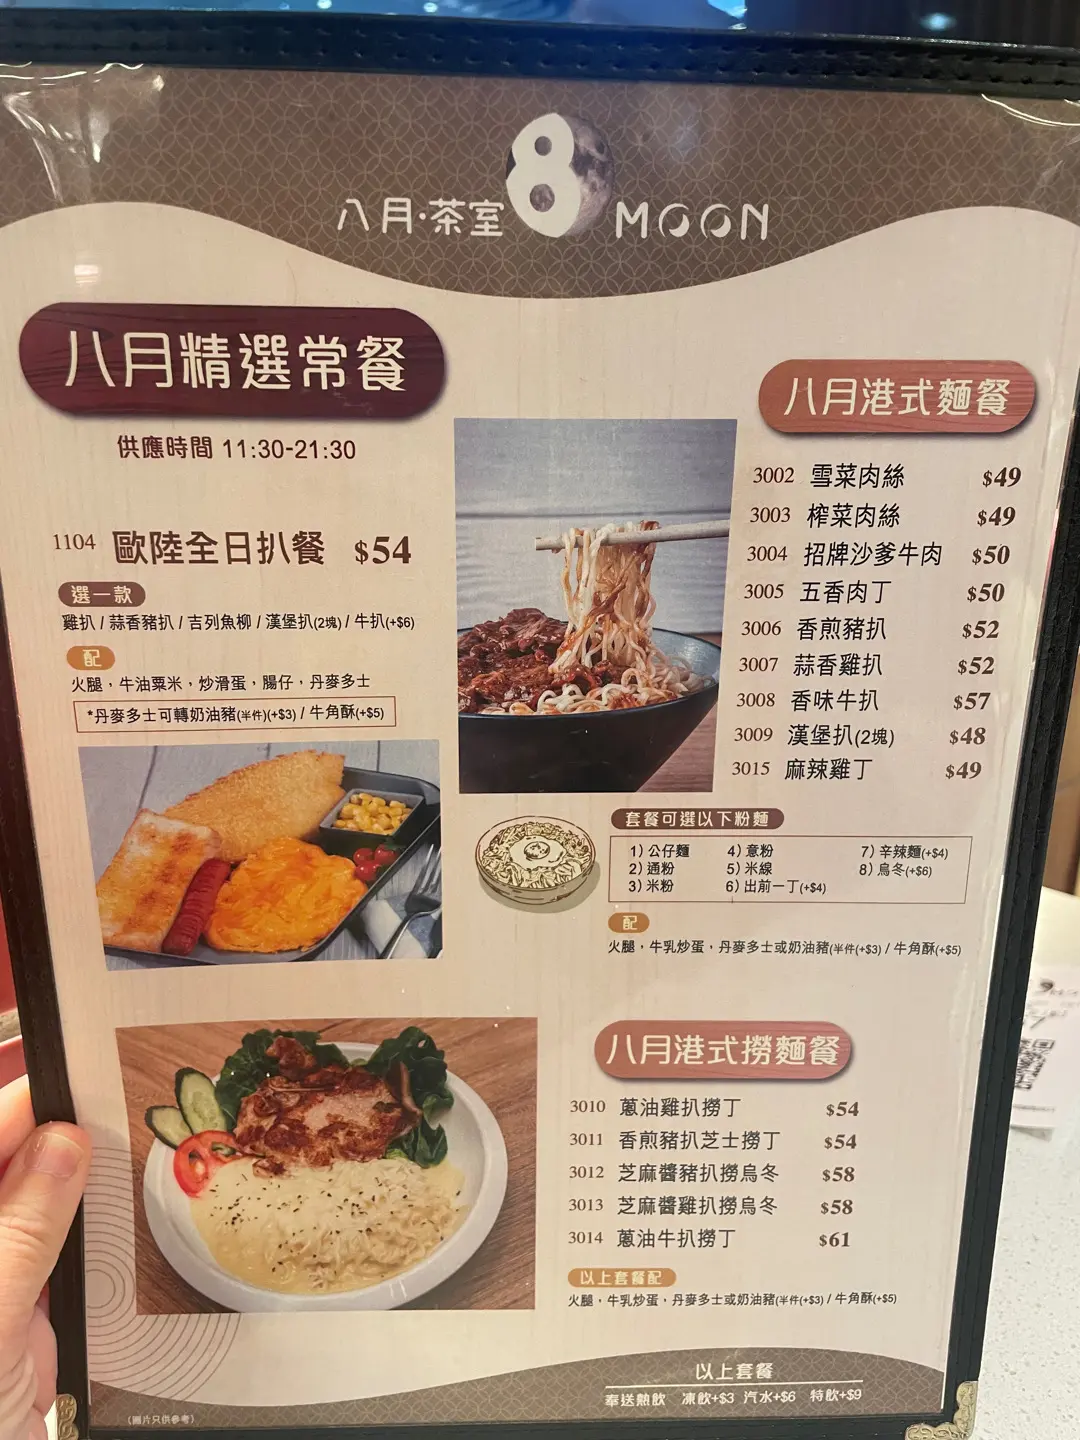 八月·茶室 8 MOON
八月精選常餐
供應時間 11:30-21:30
1104 歐陸全日扒餐 $54
選一款
雞扒 / 蒜香豬扒 / 吉列魚柳 / 漢堡扒(2塊) / 牛扒(+$6)
配
火腿，牛油粟米，炒滑蛋，腸仔，丹麥多士
*丹麥多士可轉奶油豬(半件)(+$3) / 牛角酥(+$5)
八月港式麵餐
3002 雪菜肉絲 $49
3003 榨菜肉絲 $49
3004 招牌沙爹牛肉 $50
3005 五香肉丁 $50
3006 香煎豬扒 $52
3007 蒜香雞扒 $52
3008 香味牛扒 $57
3009 漢堡扒(2塊) $48
3015 麻辣雞丁 $49
套餐可選以下粉麵
1) 公仔麵 4) 意粉 7) 辛辣麵(+$4)
2) 通粉 5) 米線 8) 烏冬(+$6)
3) 米粉 6) 出前一丁(+$4)
配
火腿，牛乳炒蛋，丹麥多士或奶油豬(半件(+$3) / 牛角酥(+$5)
八月港式撈麵餐
3010 蔥油雞扒撈丁 $54
3011 香煎豬扒芝士撈丁 $54
3012 芝麻醬豬扒撈烏冬 $58
3013 芝麻醬雞扒撈烏冬 $58
3014 蔥油牛扒撈丁 $61
以上套餐配
火腿，牛乳炒蛋，丹麥多士或奶油豬(半件(+$3) / 牛角酥(+$5)
以上套餐
奉送熱飲 凍飲+$3 汽水+$6 特飲+$9
(圖片只供參考)